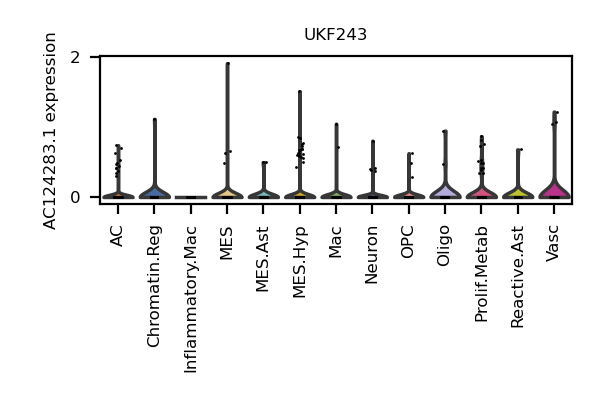 UKF243
AC124283.1 expression
2
0
AC
Chromatin.Reg
Inflammatory.Mac
MES
MES.Ast
MES.Hyp
Mac
Neuron
OPC
Oligo
Prolif.Metab
Reactive.Ast
Vasc